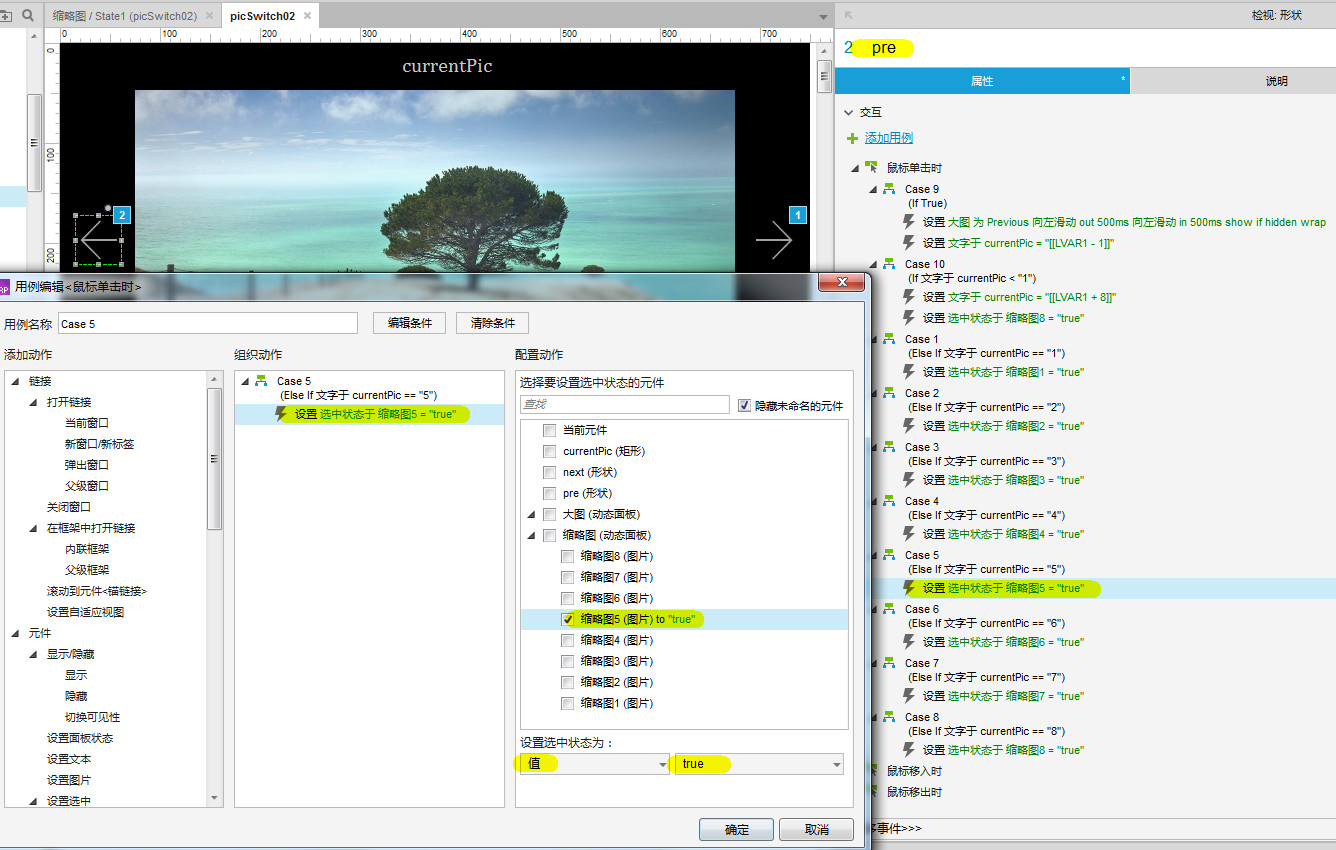 缩略图 / State1 (picSwitch02)
picSwitch02
检视: 形状
0 100 200 300 400 500 600 700
0
100
200
currentPic
2
1
2 pre
属性 *
说明
交互
添加用例
鼠标单击时
Case 9
(If True)
设置 大图 为 Previous 向左滑动 out 500ms 向左滑动 in 500ms show if hidden wrap
设置 文字于 currentPic = "[[LVAR1 - 1]]"
Case 10
(If 文字于 currentPic < "1")
设置 文字于 currentPic = "[[LVAR1 + 8]]"
设置 选中状态于 缩略图8 = "true"
Case 1
(Else If 文字于 currentPic == "1")
设置 选中状态于 缩略图1 = "true"
Case 2
(Else If 文字于 currentPic == "2")
设置 选中状态于 缩略图2 = "true"
Case 3
(Else If 文字于 currentPic == "3")
设置 选中状态于 缩略图3 = "true"
Case 4
(Else If 文字于 currentPic == "4")
设置 选中状态于 缩略图4 = "true"
Case 5
(Else If 文字于 currentPic == "5")
设置 选中状态于 缩略图5 = "true"
Case 6
(Else If 文字于 currentPic == "6")
设置 选中状态于 缩略图6 = "true"
Case 7
(Else If 文字于 currentPic == "7")
设置 选中状态于 缩略图7 = "true"
Case 8
(Else If 文字于 currentPic == "8")
设置 选中状态于 缩略图8 = "true"
鼠标移入时
鼠标移出时
事件>>>
RP 用例编辑<鼠标单击时>
用例名称 Case 5
编辑条件
清除条件
添加动作
链接
打开链接
当前窗口
新窗口/新标签
弹出窗口
父级窗口
关闭窗口
在框架中打开链接
内联框架
父级框架
滚动到元件<锚链接>
设置自适应视图
元件
显示/隐藏
显示
隐藏
切换可见性
设置面板状态
设置文本
设置图片
设置选中
组织动作
Case 5
(Else If 文字于 currentPic == "5")
设置 选中状态于 缩略图5 = "true"
配置动作
选择要设置选中状态的元件
查找
隐藏未命名的元件
当前元件
currentPic (矩形)
next (形状)
pre (形状)
大图 (动态面板)
缩略图 (动态面板)
缩略图8 (图片)
缩略图7 (图片)
缩略图6 (图片)
缩略图5 (图片) to "true"
缩略图4 (图片)
缩略图3 (图片)
缩略图2 (图片)
缩略图1 (图片)
设置选中状态为：
值
true
确定
取消